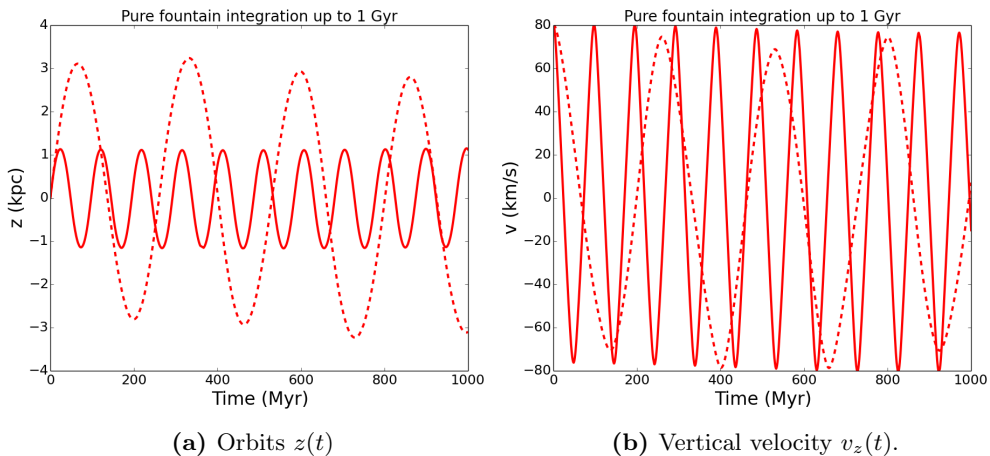 Pure fountain integration up to 1 Gyr
4
3
2
1
0
−1
−2
−3
−4
z (kpc)
0 200 400 600 800 1000
Time (Myr)
(a) Orbits z(t)
Pure fountain integration up to 1 Gyr
80
60
40
20
0
−20
−40
−60
−80
v (km/s)
0 200 400 600 800 1000
Time (Myr)
(b) Vertical velocity v_z(t).